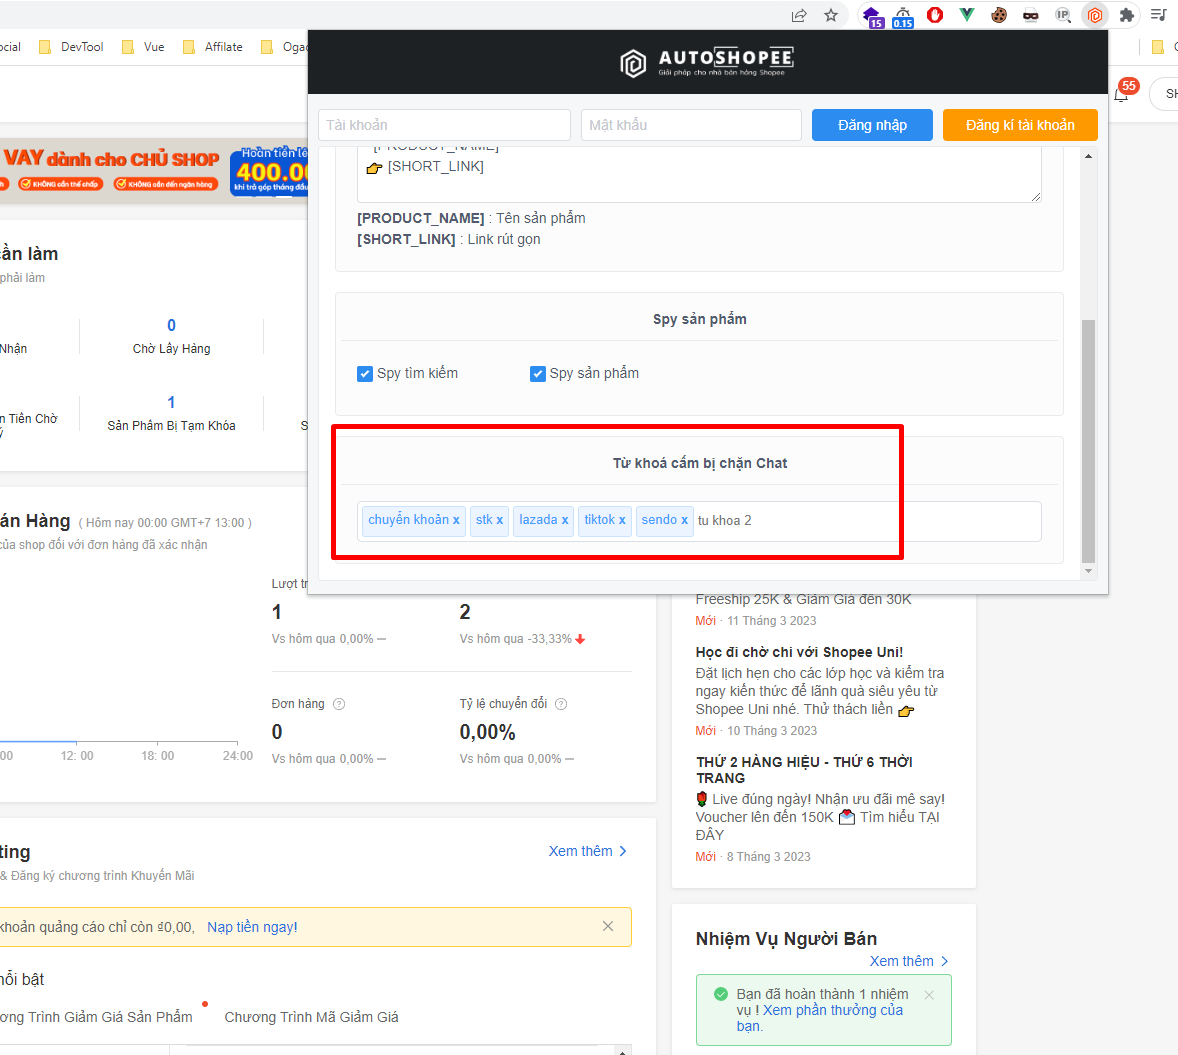 15
0.15
IP
ocial
DevTool
Vue
Affilate
AUTOSHOPEE
Giải pháp cho nhà bán hàng Shopee
55
SH
Tài khoản
Mật khẩu
Đăng nhập
Đăng kí tài khoản
VAY dành cho CHỦ SHOP
KHÔNG cần thế chấp
KHÔNG cần đến ngân hàng
Hoàn tiền lê
400.0
khi trả góp tháng đầu
[PRODUCT_NAME]
👉 [SHORT_LINK]
[PRODUCT_NAME] : Tên sản phẩm
[SHORT_LINK] : Link rút gọn
Spy sản phẩm
Spy tìm kiếm
Spy sản phẩm
Từ khoá cấm bị chặn Chat
chuyển khoản x
stk x
lazada x
tiktok x
sendo x
tu khoa 2
cần làm
phải làm
0
Nhận
Chờ Lấy Hàng
1
n Tiền Chờ
ý
Sản Phẩm Bị Tạm Khóa
S
án Hàng ( Hôm nay 00:00 GMT+7 13:00 )
của shop đối với đơn hàng đã xác nhận
Lượt tr
1
2
Vs hôm qua 0,00% —
Vs hôm qua -33,33%
Đơn hàng
Tỷ lệ chuyển đổi
0
0,00%
Vs hôm qua 0,00% —
Vs hôm qua 0,00% —
00
12: 00
18: 00
24:00
ting
Xem thêm
& Đăng ký chương trình Khuyến Mãi
khoản quảng cáo chỉ còn ₫0,00, Nạp tiền ngay!
nổi bật
ơng Trình Giảm Giá Sản Phẩm
Chương Trình Mã Giảm Giá
Freeship 25K & Giảm Giá đến 30K
Mới · 11 Tháng 3 2023
Học đi chờ chi với Shopee Uni!
Đặt lịch hẹn cho các lớp học và kiểm tra
ngay kiến thức để lãnh quà siêu yêu từ
Shopee Uni nhé. Thử thách liền 👉
Mới · 10 Tháng 3 2023
THỨ 2 HÀNG HIỆU - THỨ 6 THỜI
TRANG
🌹 Live đúng ngày! Nhận ưu đãi mê say!
Voucher lên đến 150K 💌 Tìm hiểu TẠI
ĐÂY
Mới · 8 Tháng 3 2023
Nhiệm Vụ Người Bán
Xem thêm
Bạn đã hoàn thành 1 nhiệm
vụ ! Xem phần thưởng của
bạn.